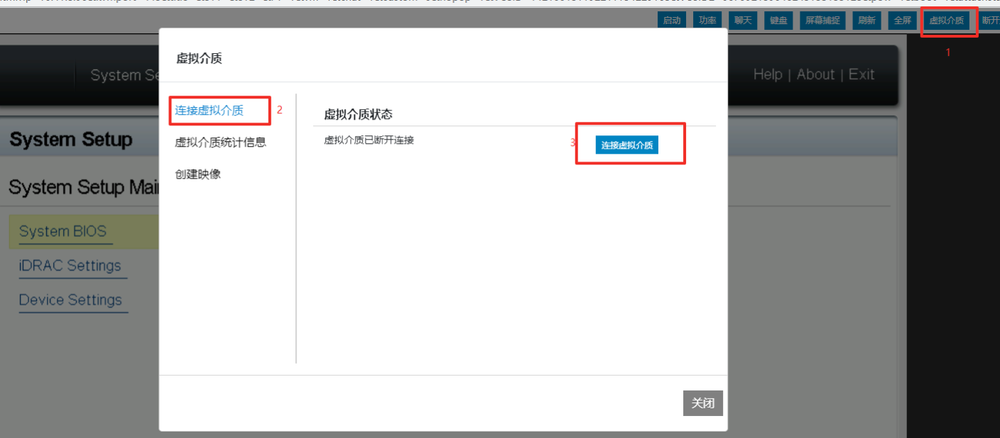 启动 功率 聊天 键盘 屏幕捕捉 刷新 全屏 虚拟介质 断开
1
虚拟介质
System Se
Help | About | Exit
连接虚拟介质 2
虚拟介质状态
System Setup
虚拟介质统计信息
虚拟介质已断开连接
3 连接虚拟介质
创建映像
System Setup Mai
System BIOS
iDRAC Settings
Device Settings
关闭